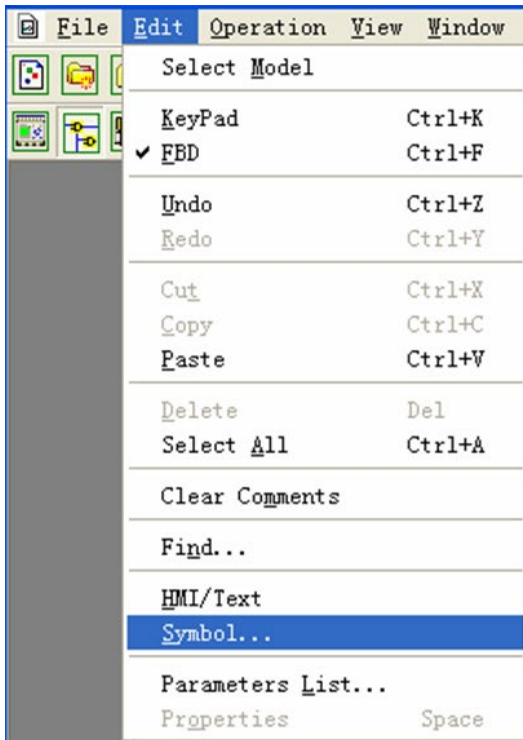 File Edit Operation View Window
Select Model
KeyPad Ctrl+K
FBD Ctrl+F
Undo Ctrl+Z
Redo Ctrl+Y
Cut Ctrl+X
Copy Ctrl+C
Paste Ctrl+V
Delete Del
Select All Ctrl+A
Clear Comments
Find...
HMI/Text
Symbol...
Parameters List...
Properties Space